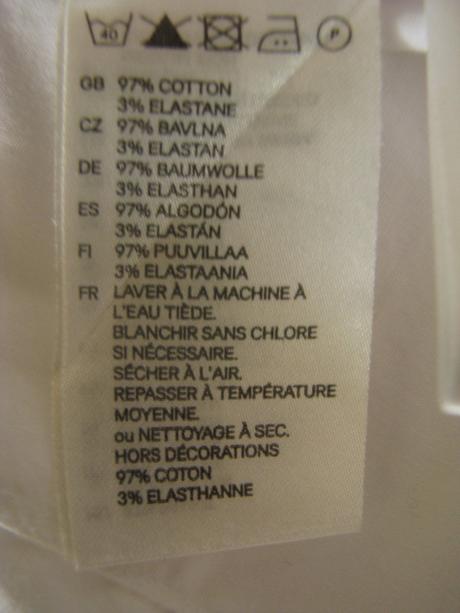 40
P
GB 97% COTTON
3% ELASTANE
CZ 97% BAVLNA
3% ELASTAN
DE 97% BAUMWOLLE
3% ELASTHAN
ES 97% ALGODÓN
3% ELASTÁN
FI 97% PUUVILLAA
3% ELASTAANIA
FR LAVER À LA MACHINE À
L'EAU TIÈDE.
BLANCHIR SANS CHLORE
SI NÉCESSAIRE.
SÉCHER À L'AIR.
REPASSER À TEMPÉRATURE
MOYENNE.
ou NETTOYAGE À SEC.
HORS DÉCORATIONS
97% COTON
3% ELASTHANNE